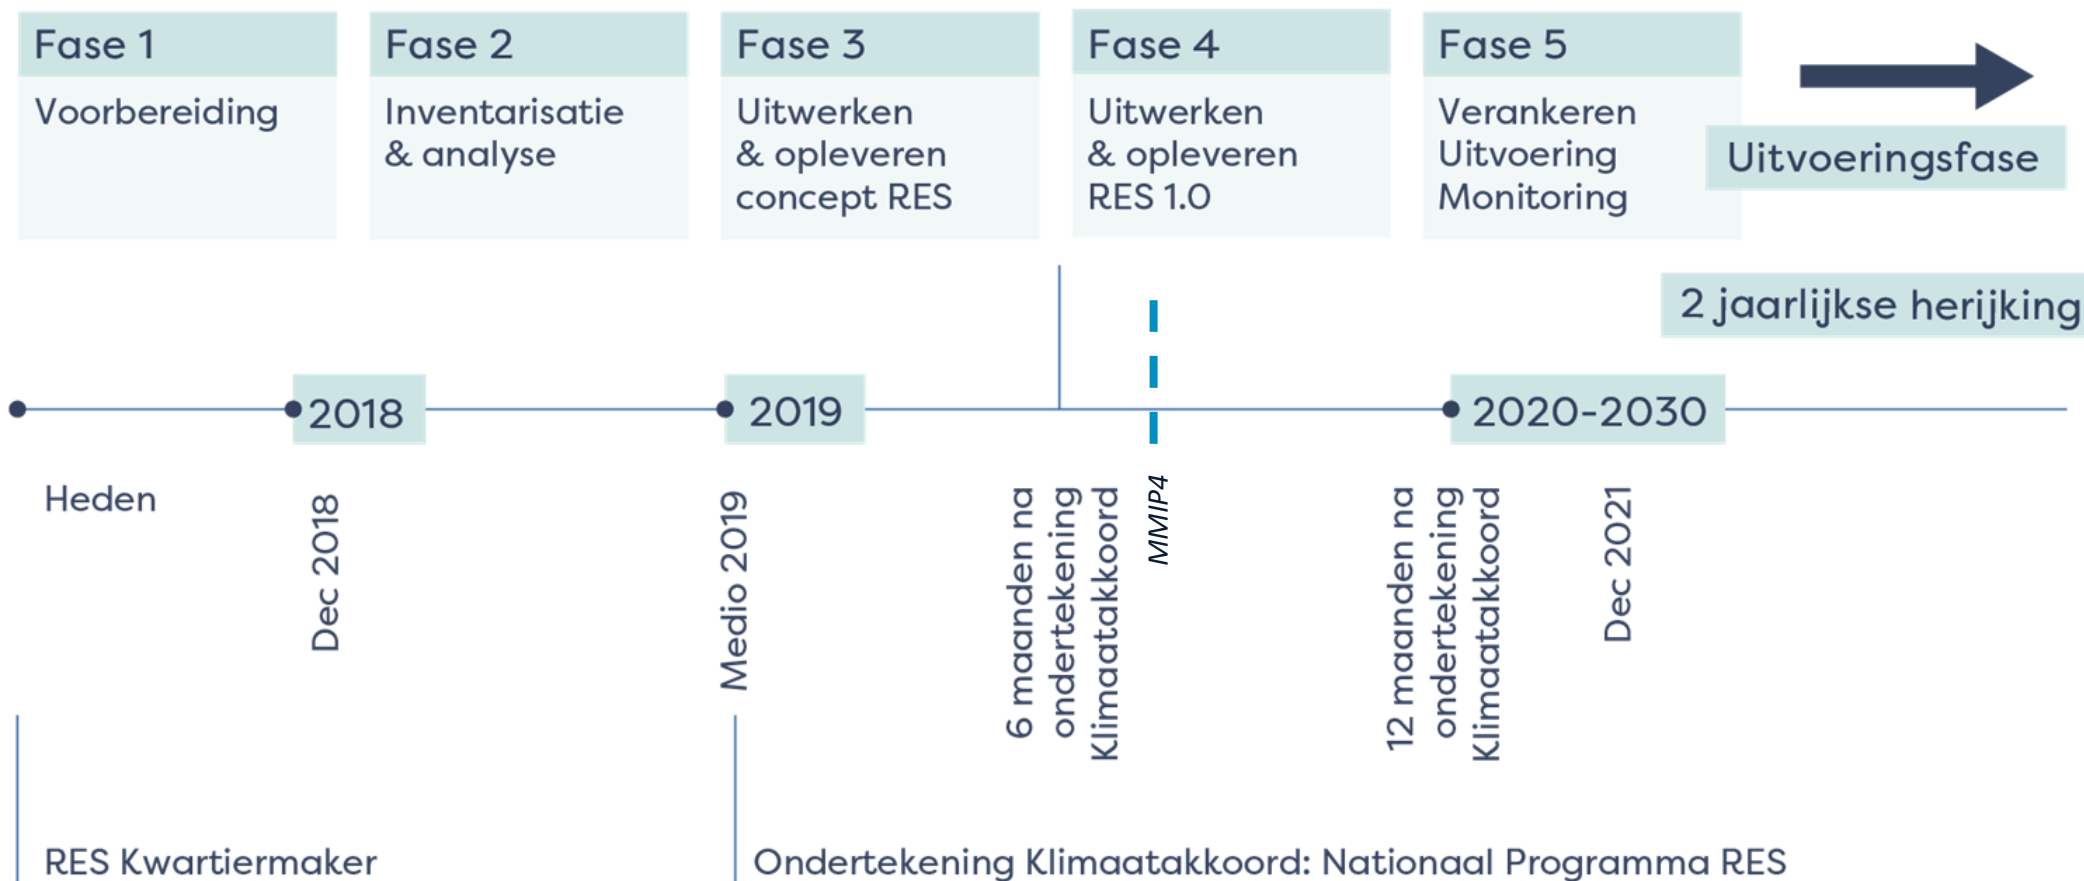 Fase 1
Voorbereiding
Fase 2
Inventarisatie
& analyse
Fase 3
Uitwerken
& opleveren
concept RES
Fase 4
Uitwerken
& opleveren
RES 1.0
Fase 5
Verankeren
Uitvoering
Monitoring
Uitvoeringsfase
2 jaarlijkse herijking
2018
2019
2020-2030
Heden
Dec 2018
Medio 2019
6 maanden na
ondertekening
Klimaatakkoord
MMIP4
12 maanden na
ondertekening
Klimaatakkoord
Dec 2021
RES Kwartiermaker
Ondertekening Klimaatakkoord: Nationaal Programma RES